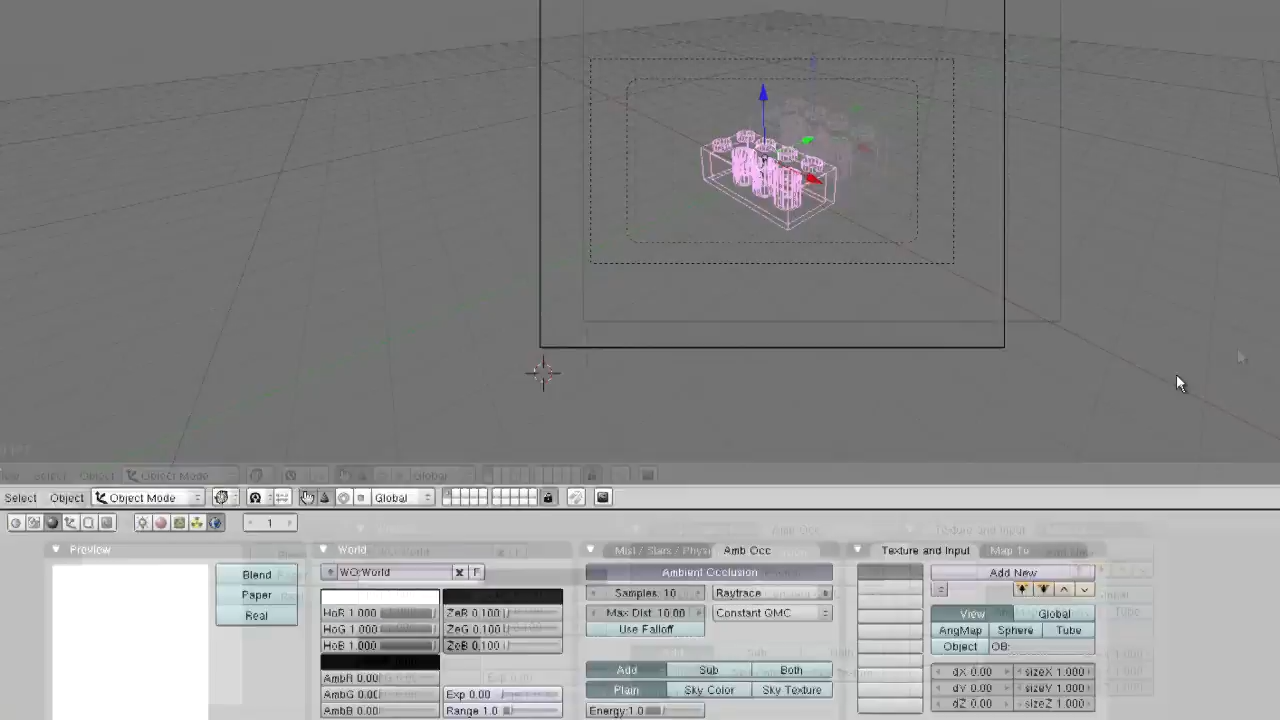 Select Object Object Mode Global
1
Preview
World
Mist / Stars / Physi Amb Occ
Texture and Input Map To
Blend
Paper
Real
WO:World X F
HoR 1.000 ZeR 0.100
HoG 1.000 ZeG 0.100
HoB 1.000 ZeB 0.100
AmbR 0.00
AmbG 0.00 Exp 0.00
AmbB 0.00 Range 1.0
Ambient Occlusion
Samples: 10 Raytrace
Max Dist: 10.00 Constant QMC
Use Falloff
Add Sub Both
Plain Sky Color Sky Texture
Energy:1.0
Add New
View Global
AngMap Sphere Tube
Object OB:
dX 0.00 sizeX 1.000
dY 0.00 sizeY 1.000
dZ 0.00 sizeZ 1.000